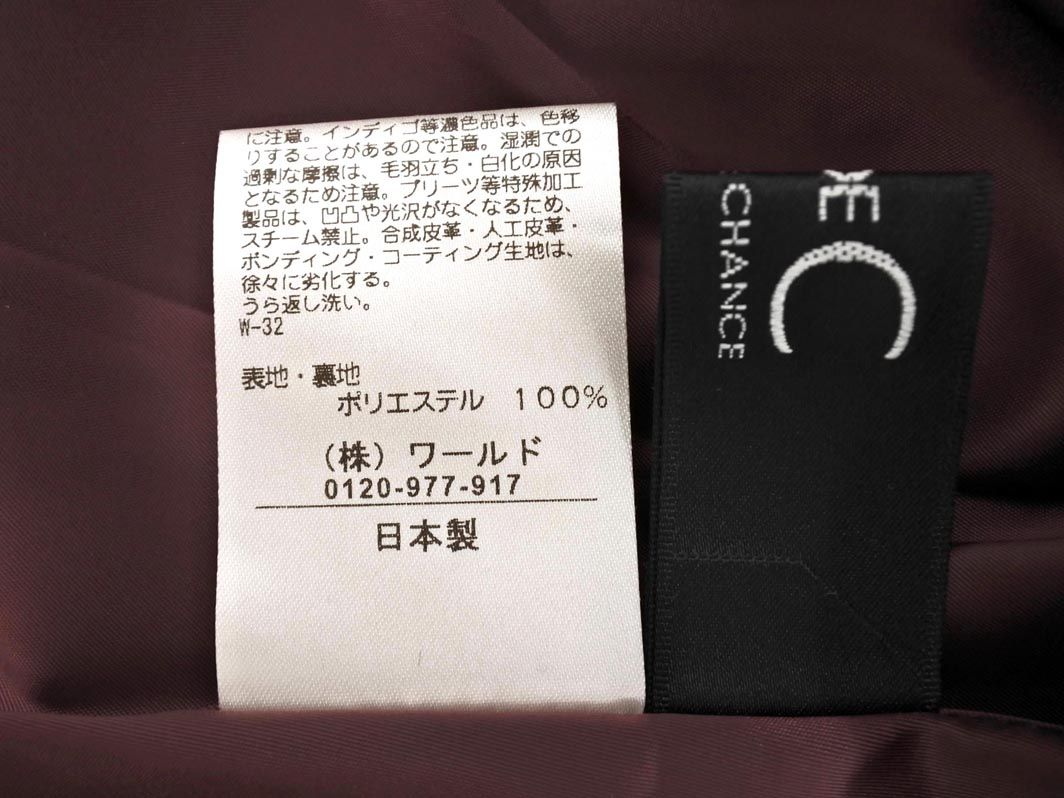 に注意。インディゴ等濃色品は、色移
りすることがあるので注意。湿潤での
過剰な摩擦は、毛羽立ち・白化の原因
となるため注意。プリーツ等特殊加工
製品は、凹凸や光沢がなくなるため、
スチーム禁止。合成皮革・人工皮革・
ボンディング・コーティング生地は、
徐々に劣化する。
うら返し洗い。
W-32
表地・裏地
ポリエステル 100%
(株) ワールド
0120-977-917
日本製
CHANCE